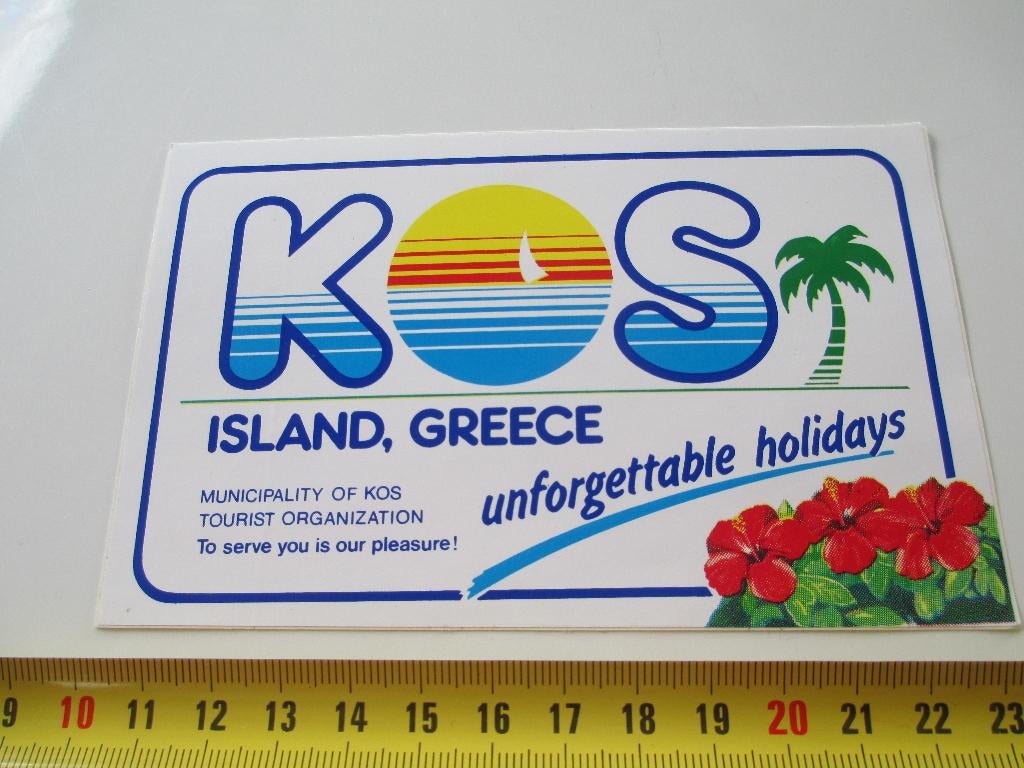 KOS
ISLAND, GREECE
unforgettable holidays
MUNICIPALITY OF KOS
TOURIST ORGANIZATION
To serve you is our pleasure!
9 10 11 12 13 14 15 16 17 18 19 20 21 22 23